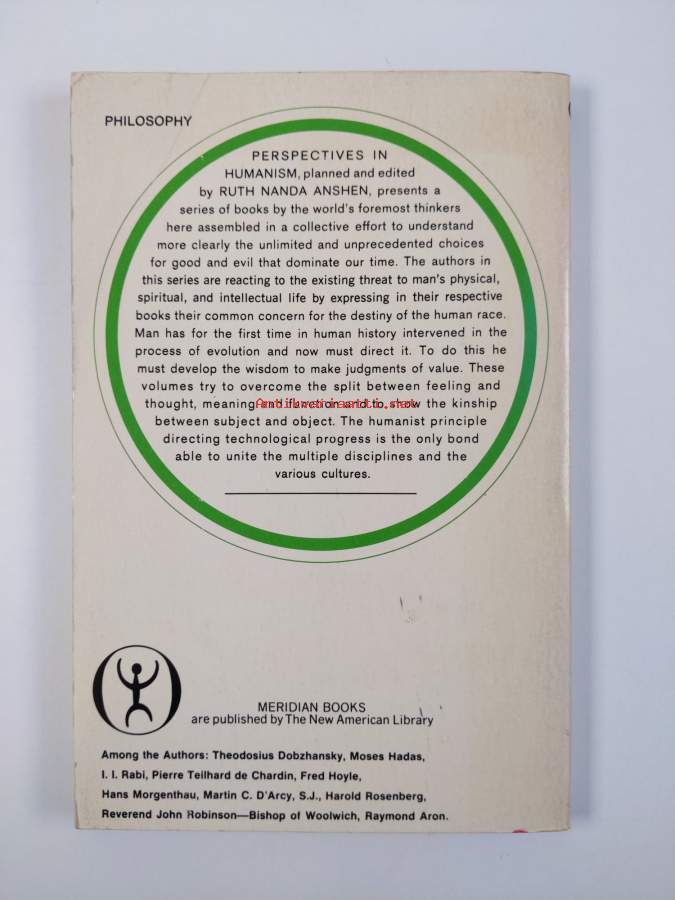 PHILOSOPHY
PERSPECTIVES IN
HUMANISM, planned and edited
by RUTH NANDA ANSHEN, presents a
series of books by the world's foremost thinkers
here assembled in a collective effort to understand
more clearly the unlimited and unprecedented choices
for good and evil that dominate our time. The authors in
this series are reacting to the existing threat to man's physical,
spiritual, and intellectual life by expressing in their respective
books their common concern for the destiny of the human race.
Man has for the first time in human history intervened in the
process of evolution and now must direct it. To do this he
must develop the wisdom to make judgments of value. These
volumes try to overcome the split between feeling and
thought, meaning and function and to show the kinship
Antikvariaatti.net
between subject and object. The humanist principle
directing technological progress is the only bond
able to unite the multiple disciplines and the
various cultures.
MERIDIAN BOOKS
are published by The New American Library
Among the Authors: Theodosius Dobzhansky, Moses Hadas,
I. I. Rabi, Pierre Teilhard de Chardin, Fred Hoyle,
Hans Morgenthau, Martin C. D'Arcy, S.J., Harold Rosenberg,
Reverend John Robinson—Bishop of Woolwich, Raymond Aron.